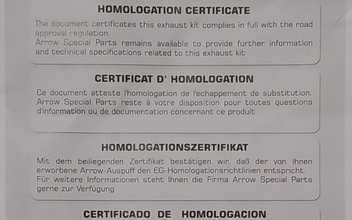 HOMOLOGATION CERTIFICATE
The document certificates this exhaust kit complies in full with the road
approval regulation.
Arrow Special Parts remains available to provide further information
and technical specifications related to this exhaust kit
CERTIFICAT D' HOMOLOGATION
Ce document atteste l'homologation de l'echappement de substitution.
Arrow Special Parts reste à votre disposition pour toutes questions
d'information ou de documentation concernant ce produit
HOMOLOGATIONSZERTIFIKAT
Mit dem beiliegenden Zertifikat bestätigen wir, daß der von Ihnen
erworbene Arrow-Auspuff den EG-Homologationsrichtlinien entspricht.
Für weitere Informationen steht Ihnen die Firma Arrow Special Parts
gerne zur Verfügung
CERTIFICADO DE HOMOLOGACION